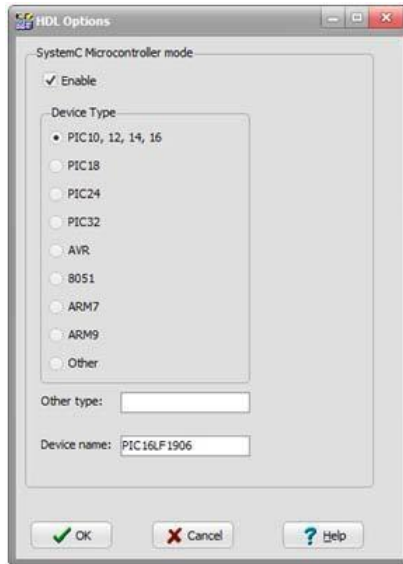 HDL Options
SystemC Microcontroller mode
Enable
Device Type
PIC10, 12, 14, 16
PIC18
PIC24
PIC32
AVR
8051
ARM7
ARM9
Other
Other type:
Device name: PIC16LF1906
OK Cancel Help